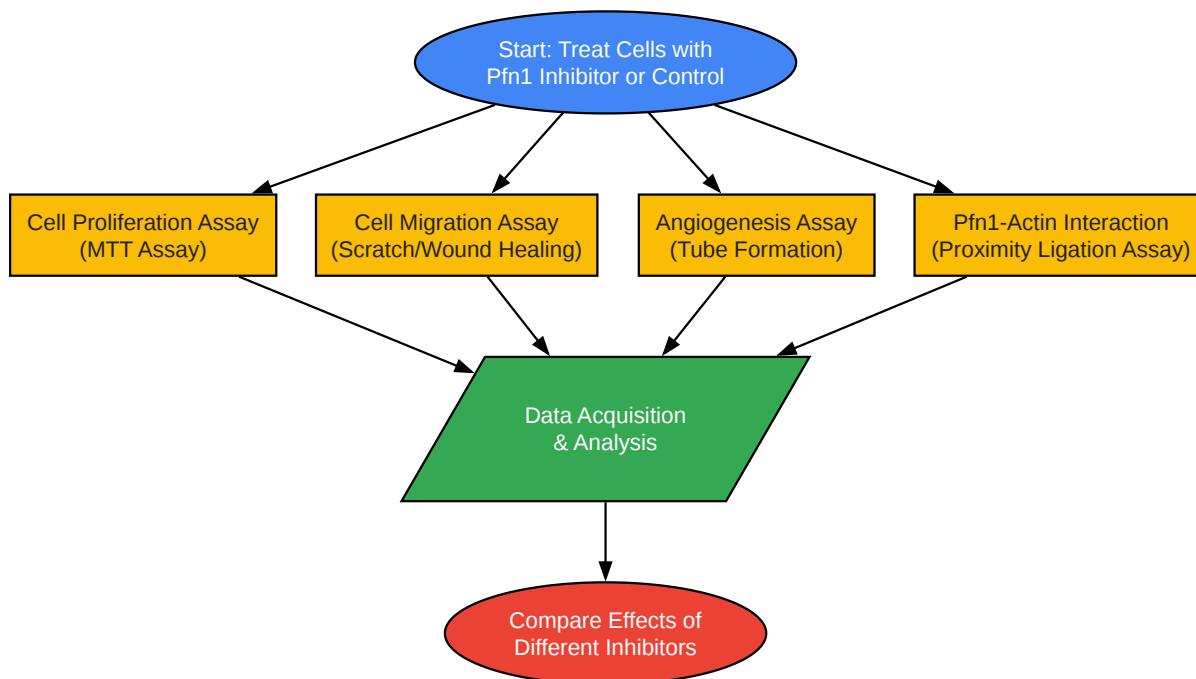 Start: Treat Cells with
Pfn1 Inhibitor or Control
Cell Proliferation Assay
(MTT Assay)
Cell Migration Assay
(Scratch/Wound Healing)
Angiogenesis Assay
(Tube Formation)
Pfn1-Actin Interaction
(Proximity Ligation Assay)
Data Acquisition
& Analysis
Compare Effects of
Different Inhibitors